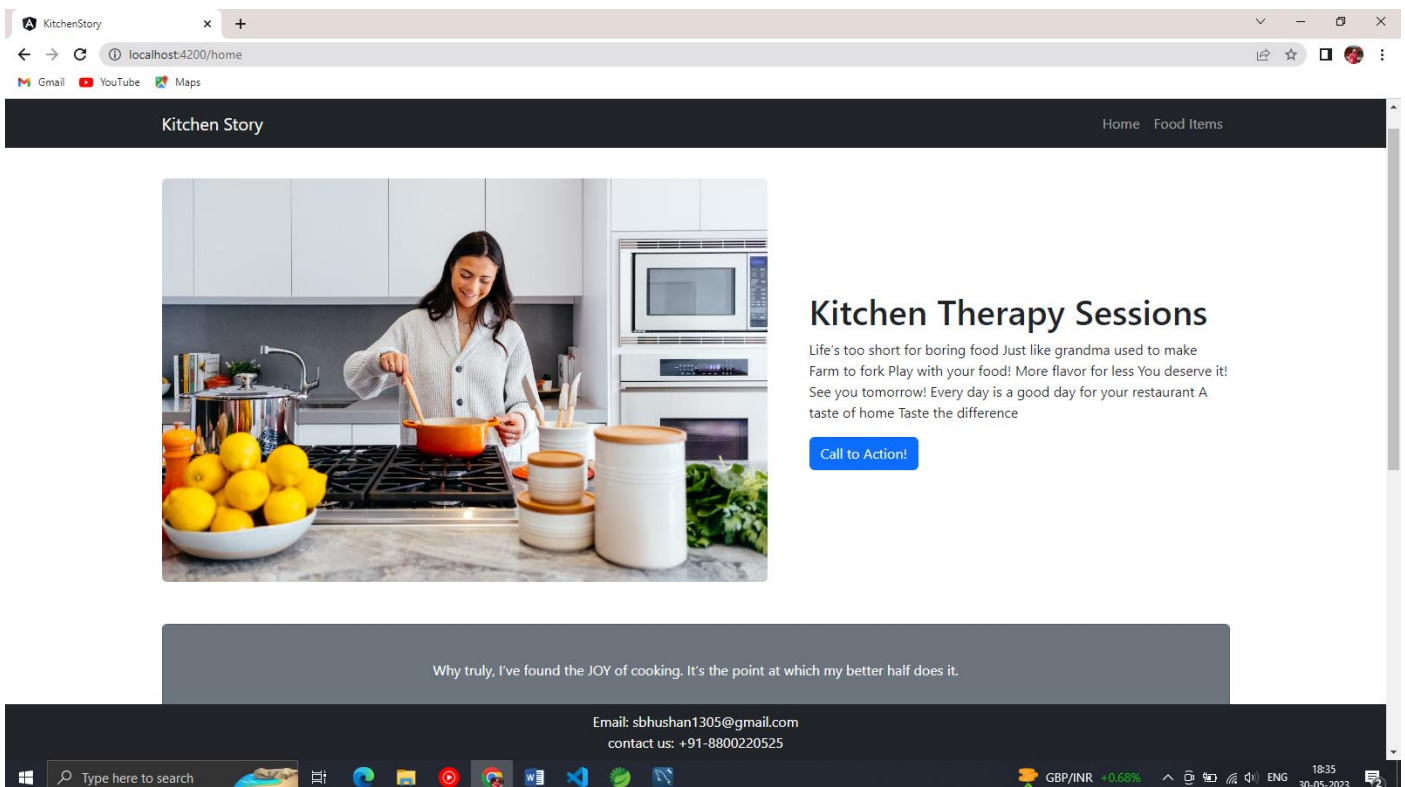 KitchenStory
localhost:4200/home
Gmail YouTube Maps
Kitchen Story Home Food Items
Kitchen Therapy Sessions
Life's too short for boring food Just like grandma used to make
Farm to fork Play with your food! More flavor for less You deserve it!
See you tomorrow! Every day is a good day for your restaurant A
taste of home Taste the difference
Call to Action!
Why truly, I've found the JOY of cooking. It's the point at which my better half does it.
Email: sbhushan1305@gmail.com
contact us: +91-8800220525
Type here to search GBP/INR +0.68% ENG 18:35
30-05-2023 2